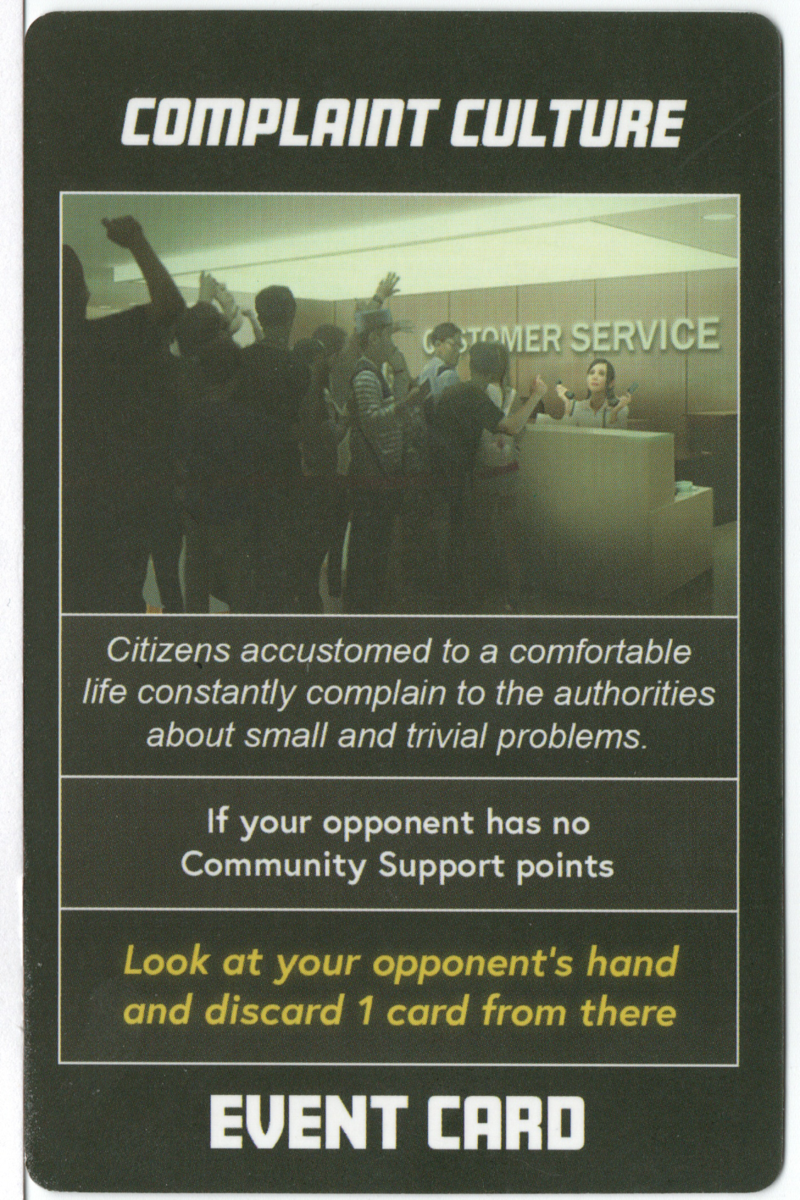 COMPLAINT CULTURE
CUSTOMER SERVICE
Citizens accustomed to a comfortable
life constantly complain to the authorities
about small and trivial problems.
If your opponent has no
Community Support points
Look at your opponent's hand
and discard 1 card from there
EVENT CARD